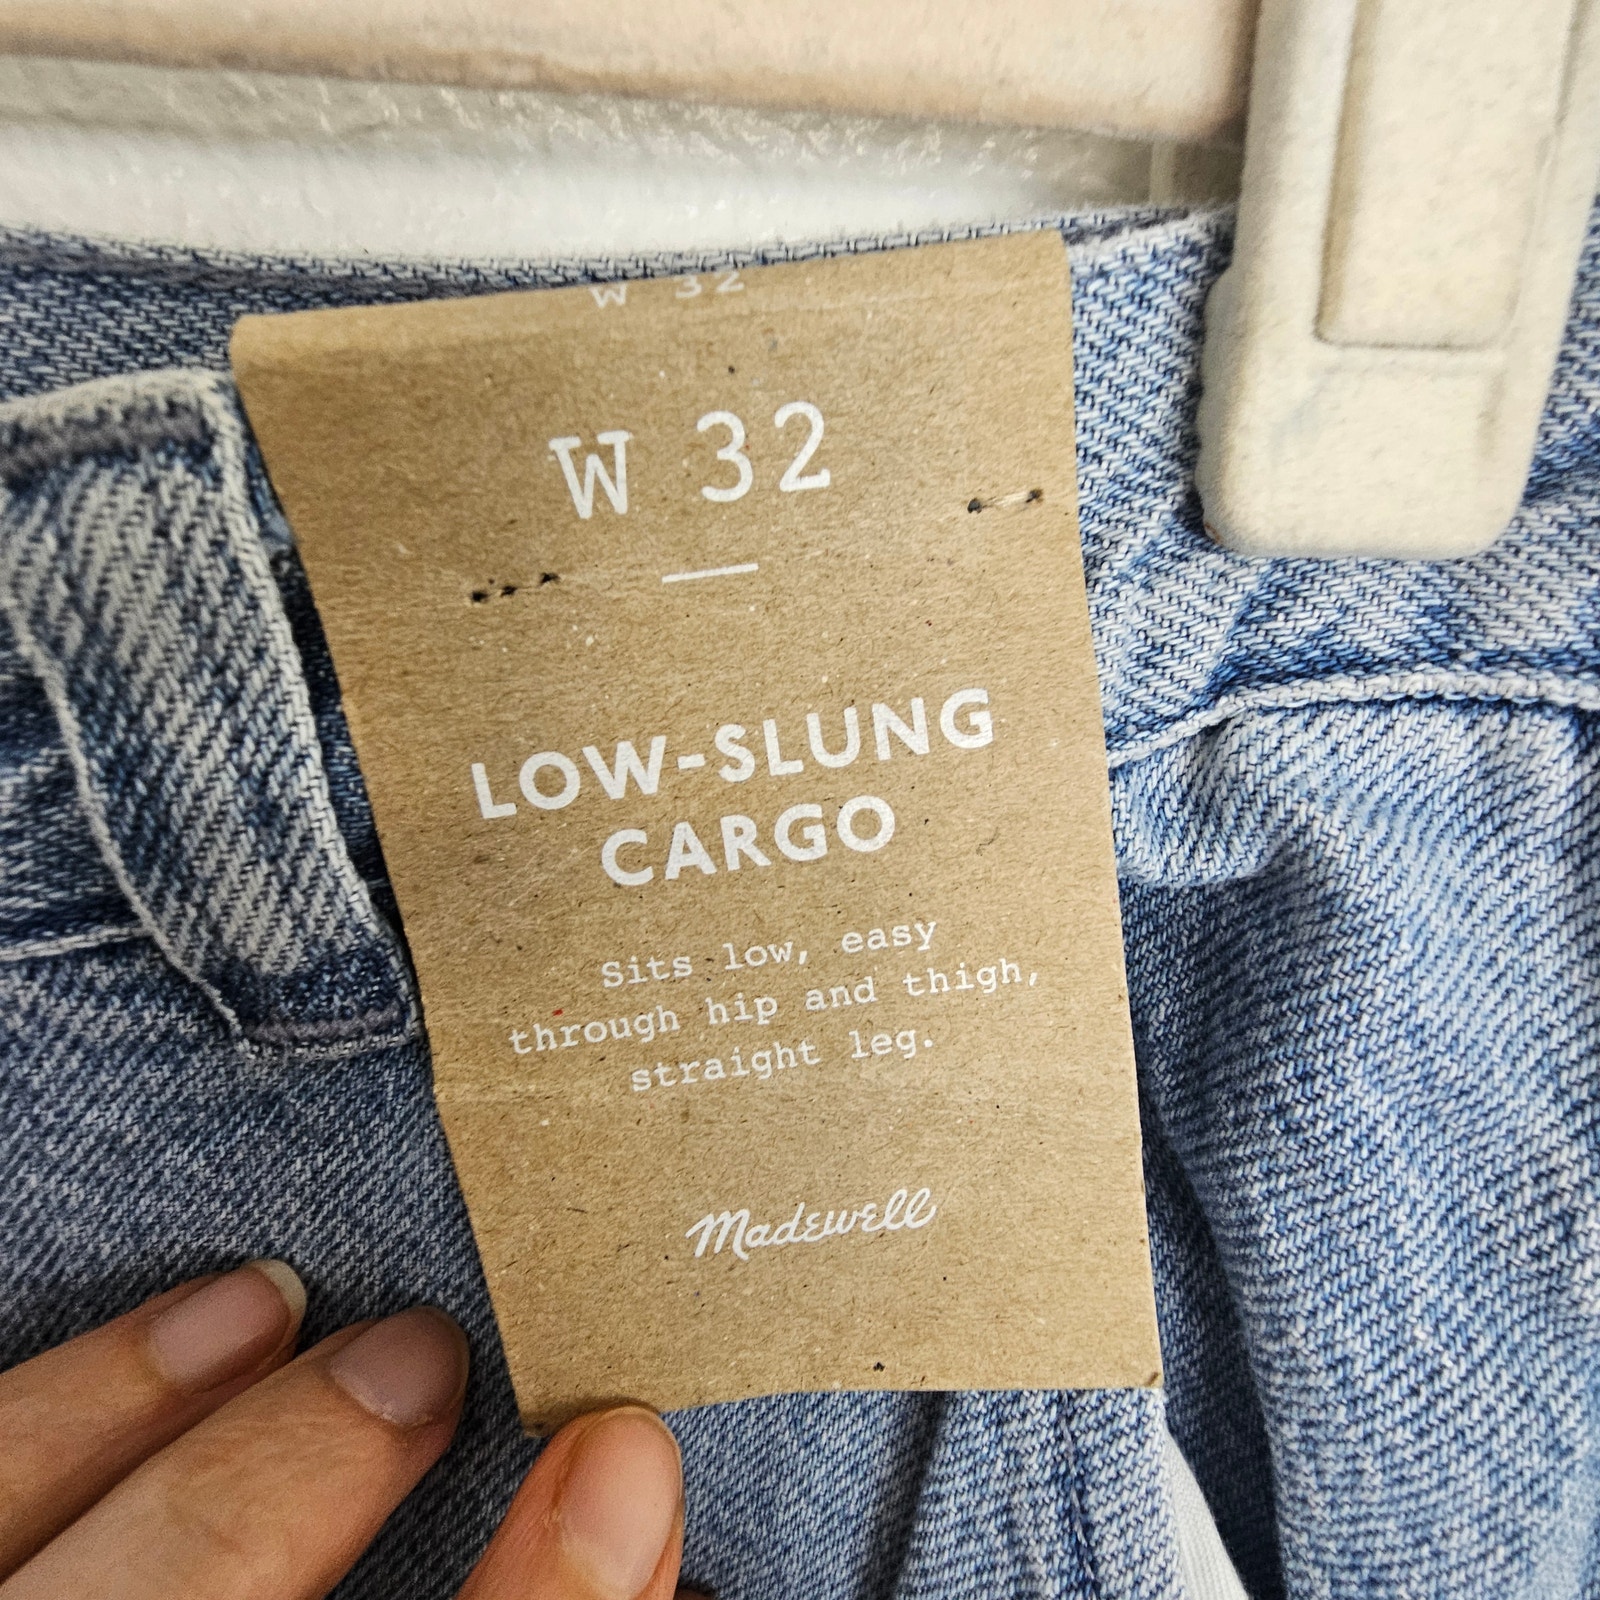 W 32
W 32
LOW-SLUNG
CARGO
Sits low, easy
through hip and thigh,
straight leg.
Madewell